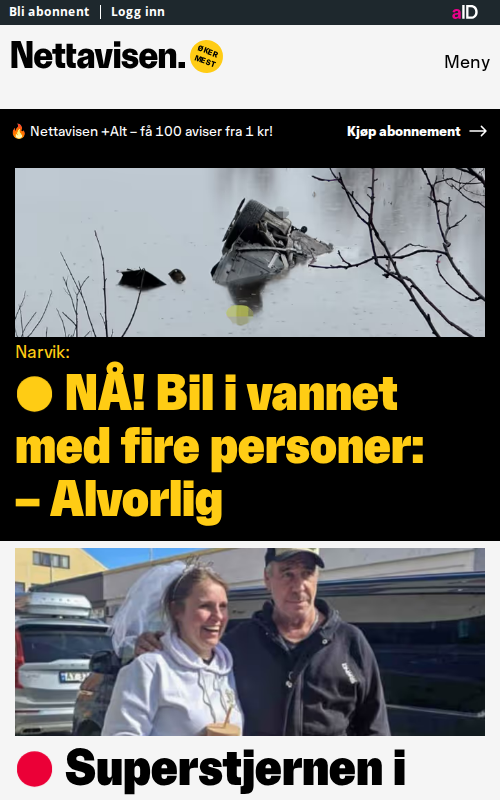 Bli abonnent | Logg inn
aID
Nettavisen.
ØKER
MEST
Meny
🔥 Nettavisen +Alt – få 100 aviser fra 1 kr!
Kjøp abonnement →
Narvik:
NÅ! Bil i vannet
med fire personer:
– Alvorlig
Superstjernen i